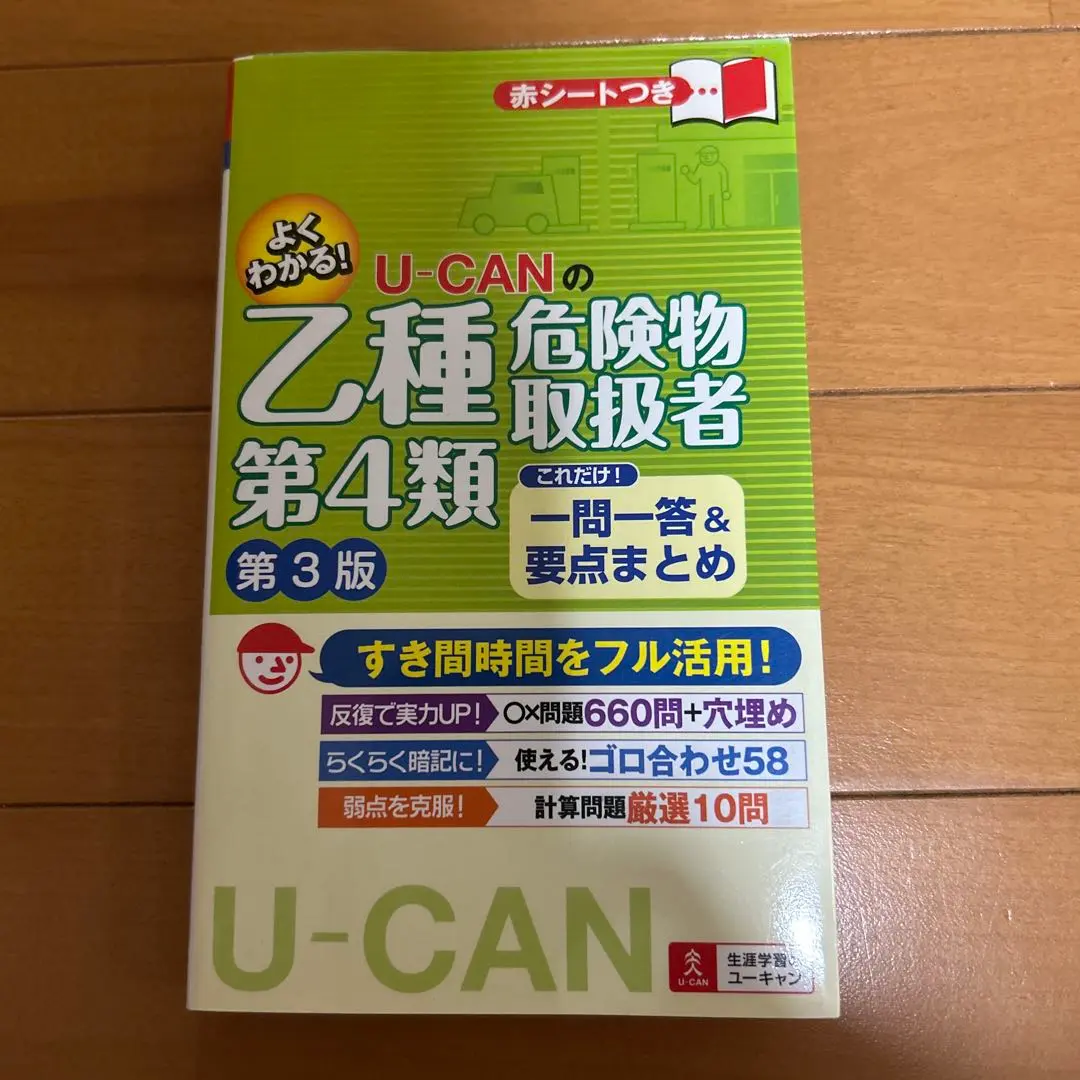 赤シートつき
よく
わかる!
U-CANの
乙種
第4類
危険物
取扱者
これだけ!
一問一答&
要点まとめ
第3版
すき間時間をフル活用!
反復で実力UP! 〇×問題660問+穴埋め
らくらく暗記に! 使える!ゴロ合わせ58
弱点を克服! 計算問題厳選10問
U-CAN
U-CAN
生涯学習の
ユーキャン